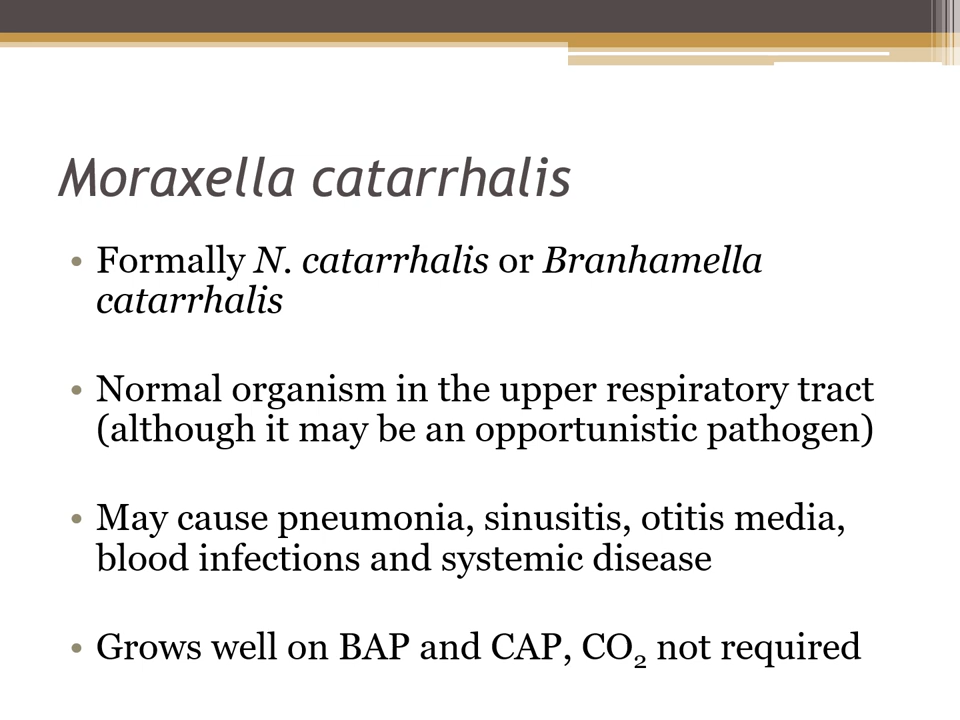 Moraxella catarrhalis
• Formally N. catarrhalis or Branhamella
catarrhalis
• Normal organism in the upper respiratory tract
(although it may be an opportunistic pathogen)
• May cause pneumonia, sinusitis, otitis media,
blood infections and systemic disease
• Grows well on BAP and CAP, CO₂ not required